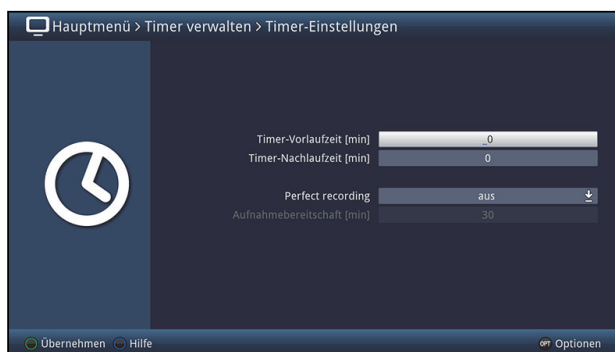 Hauptmenü > Timer verwalten > Timer-Einstellungen
Timer-Vorlaufzeit [min] _0
Timer-Nachlaufzeit [min] 0
Perfect recording aus
Aufnahmebereitschaft [min] 30
Übernehmen Hilfe OPT Optionen